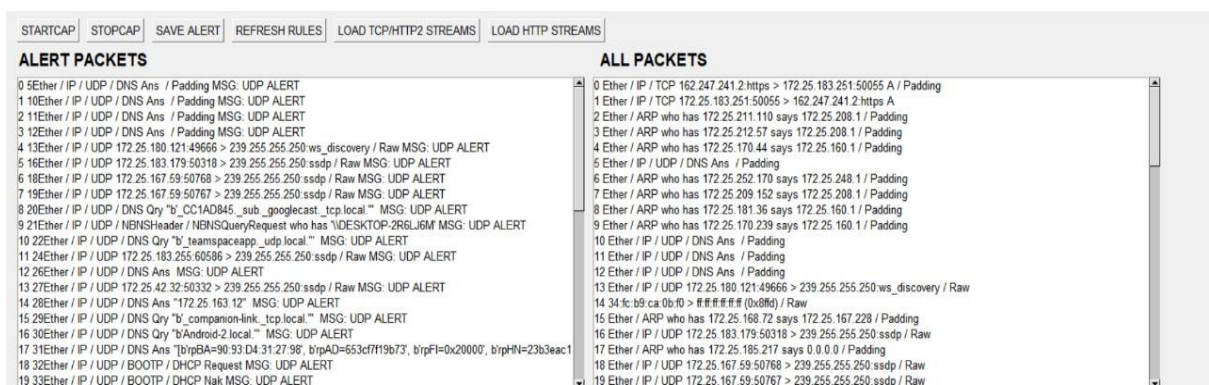 STARTCAP STOPCAP SAVE ALERT REFRESH RULES LOAD TCP/HTTP2 STREAMS LOAD HTTP STREAMS
ALERT PACKETS
0 5Ether / IP / UDP / DNS Ans / Padding MSG: UDP ALERT
1 10Ether / IP / UDP / DNS Ans / Padding MSG: UDP ALERT
2 11Ether / IP / UDP / DNS Ans / Padding MSG: UDP ALERT
3 12Ether / IP / UDP / DNS Ans / Padding MSG: UDP ALERT
4 13Ether / IP / UDP 172.25.180.121:49666 > 239.255.255.250:ws_discovery / Raw MSG: UDP ALERT
5 16Ether / IP / UDP 172.25.183.179:50318 > 239.255.255.250:ssdp / Raw MSG: UDP ALERT
6 18Ether / IP / UDP 172.25.167.59:50768 > 239.255.255.250:ssdp / Raw MSG: UDP ALERT
7 19Ether / IP / UDP 172.25.167.59:50767 > 239.255.255.250:ssdp / Raw MSG: UDP ALERT
8 20Ether / IP / UDP / DNS Qry "b'_CC1AD845._sub._googlecast._tcp.local.'" MSG: UDP ALERT
9 21Ether / IP / UDP / NBNSHeader / NBNSQueryRequest who has '\\DESKTOP-2R6LJ6M' MSG: UDP ALERT
10 22Ether / IP / UDP / DNS Qry "b'_teamspaceapp._udp.local.'" MSG: UDP ALERT
11 24Ether / IP / UDP 172.25.183.255:60586 > 239.255.255.250:ssdp / Raw MSG: UDP ALERT
12 26Ether / IP / UDP / DNS Ans MSG: UDP ALERT
13 27Ether / IP / UDP 172.25.42.32:50332 > 239.255.255.250:ssdp / Raw MSG: UDP ALERT
14 28Ether / IP / UDP / DNS Ans "172.25.163.12" MSG: UDP ALERT
15 29Ether / IP / UDP / DNS Qry "b'_companion-link._tcp.local.'" MSG: UDP ALERT
16 30Ether / IP / UDP / DNS Qry "b'Android-2.local.'" MSG: UDP ALERT
17 31Ether / IP / UDP / DNS Ans "[b'rpBA=90:93:D4:31:27:98', b'rpAD=653cf7f19b73', b'rpFI=0x20000', b'rpHN=23b3eac1
18 32Ether / IP / UDP / BOOTP / DHCP Request MSG: UDP ALERT
19 33Ether / IP / UDP / BOOTP / DHCP Nak MSG: UDP ALERT
ALL PACKETS
0 Ether / IP / TCP 162.247.241.2:https > 172.25.183.251:50055 A / Padding
1 Ether / IP / TCP 172.25.183.251:50055 > 162.247.241.2:https A
2 Ether / ARP who has 172.25.211.110 says 172.25.208.1 / Padding
3 Ether / ARP who has 172.25.212.57 says 172.25.208.1 / Padding
4 Ether / ARP who has 172.25.170.44 says 172.25.160.1 / Padding
5 Ether / IP / UDP / DNS Ans / Padding
6 Ether / ARP who has 172.25.252.170 says 172.25.248.1 / Padding
7 Ether / ARP who has 172.25.209.152 says 172.25.208.1 / Padding
8 Ether / ARP who has 172.25.181.36 says 172.25.160.1 / Padding
9 Ether / ARP who has 172.25.170.239 says 172.25.160.1 / Padding
10 Ether / IP / UDP / DNS Ans / Padding
11 Ether / IP / UDP / DNS Ans / Padding
12 Ether / IP / UDP / DNS Ans / Padding
13 Ether / IP / UDP 172.25.180.121:49666 > 239.255.255.250:ws_discovery / Raw
14 34:fc:b9:ca:0b:f0 > ff:ff:ff:ff:ff:ff (0x8ffd) / Raw
15 Ether / ARP who has 172.25.168.72 says 172.25.167.228 / Padding
16 Ether / IP / UDP 172.25.183.179:50318 > 239.255.255.250:ssdp / Raw
17 Ether / ARP who has 172.25.185.217 says 0.0.0.0 / Padding
18 Ether / IP / UDP 172.25.167.59:50768 > 239.255.255.250:ssdp / Raw
19 Ether / IP / UDP 172.25.167.59:50767 > 239.255.255.250:ssdp / Raw